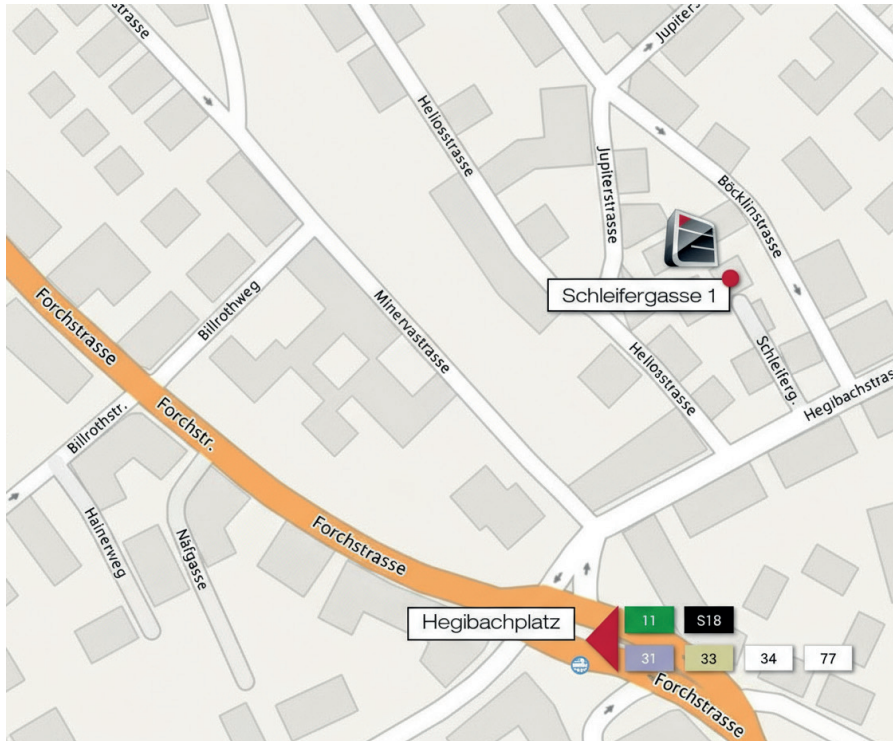 strasse
Jupiters
Heliosstrasse
Jupiterstrasse
Böcklinstrasse
Schleifergasse 1
Forchstrasse
Billrothweg
Minervastrasse
Heliosstrasse
Schleiferg.
Hegibachstras
Billrothstr.
Forchstr.
Hainerweg
Näfgasse
Forchstrasse
Hegibachplatz
11
S18
31
33
34
77
Forchstrasse